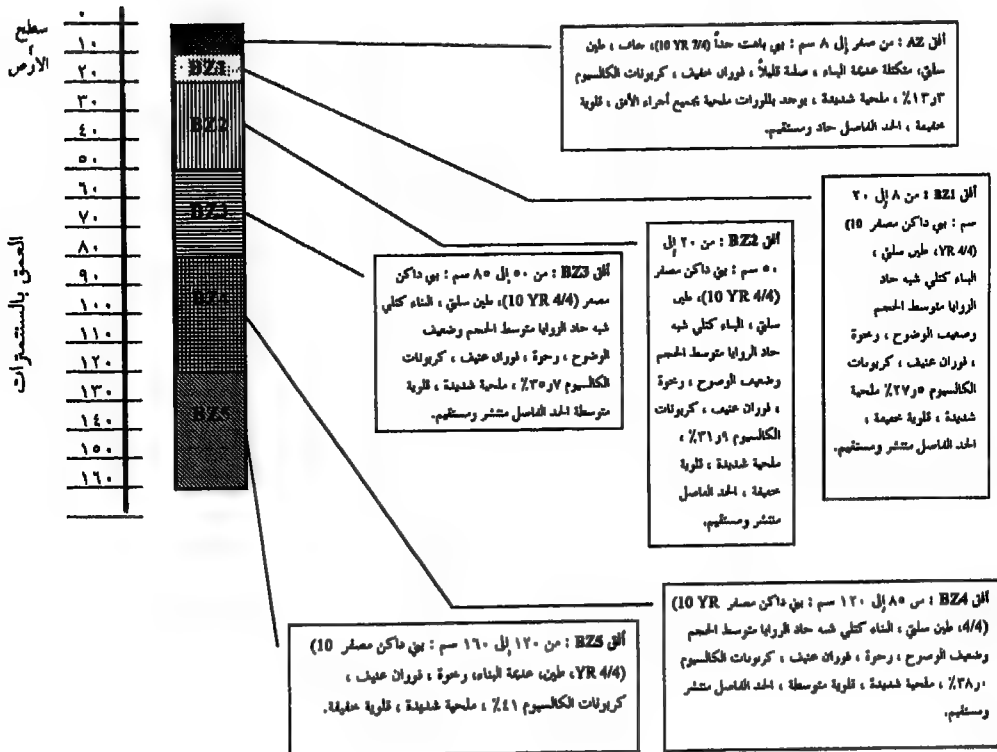 سطح
الأرض
العمق بالسنتمترات
٠
١٠
٢٠
٣٠
٤٠
٥٠
٦٠
٧٠
٨٠
٩٠
١٠٠
١١٠
١٢٠
١٣٠
١٤٠
١٥٠
١٦٠
BZ1
BZ2
BZ3
BZ4
BZ5
أفق AZ : من صفر إلى ٨ سم : بني باهت جداً (10 YR 7/4)، جاف ، طين
سلتي، متكتلة عديمة البناء ، صلبة قليلاً ، فوران خفيف ، كربونات الكالسيوم
٣ر١٣٪ ، ملحية شديدة ، يوجد بللورات ملحية بجميع أجزاء الأفق ، قلوية
خفيفة ، الحد الفاصل حاد ومستقيم.
أفق BZ1 : من ٨ إلى ٢٠
سم : بني داكن مصفر (10
YR 4/4)، طين سلتي ،
البناء كتلي شبه حاد
الزوايا متوسط الحجم
وضعيف الوضوح ، رخوة
، فوران عنيف ، كربونات
الكالسيوم ٥ر٢٧٪ ملحية
شديدة ، قلوية خفيفة ،
الحد الفاصل منتشر ومستقيم.
أفق BZ2 : من ٢٠ إلى
٥٠ سم : بني داكن مصفر
(10 YR 4/4)، طين
سلتي ، البناء كتلي شبه
حاد الزوايا متوسط الحجم
وضعيف الوضوح ، رخوة
، فوران عنيف ، كربونات
الكالسيوم ٩ر٣١٪ ،
ملحية شديدة ، قلوية
خفيفة ، الحد الفاصل
منتشر ومستقيم.
أفق BZ3 : من ٥٠ إلى ٨٥ سم : بني داكن
مصفر (10 YR 4/4)، طين سلتي ، البناء كتلي
شبه حاد الزوايا متوسط الحجم وضعيف
الوضوح ، رخوة ، فوران عنيف ، كربونات
الكالسيوم ٧ر٣٥٪ ، ملحية شديدة ، قلوية
متوسطة الحد الفاصل منتشر ومستقيم.
أفق BZ4 : من ٨٥ إلى ١٢٠ سم : بني داكن مصفر (10 YR
4/4)، طين سلتي ، البناء كتلي شبه حاد الزوايا متوسط الحجم
وضعيف الوضوح ، رخوة ، فوران عنيف ، كربونات الكالسيوم
٠ر٣٨٪ ، ملحية شديدة ، قلوية متوسطة ، الحد الفاصل منتشر
ومستقيم.
أفق BZ5 : من ١٢٠ إلى ١٦٠ سم : بني داكن مصفر (10
YR 4/4)، طين، عديمة البناء، رخوة ، فوران عنيف ،
كربونات الكالسيوم ٤١٪ ، ملحية شديدة ، قلوية خفيفة.